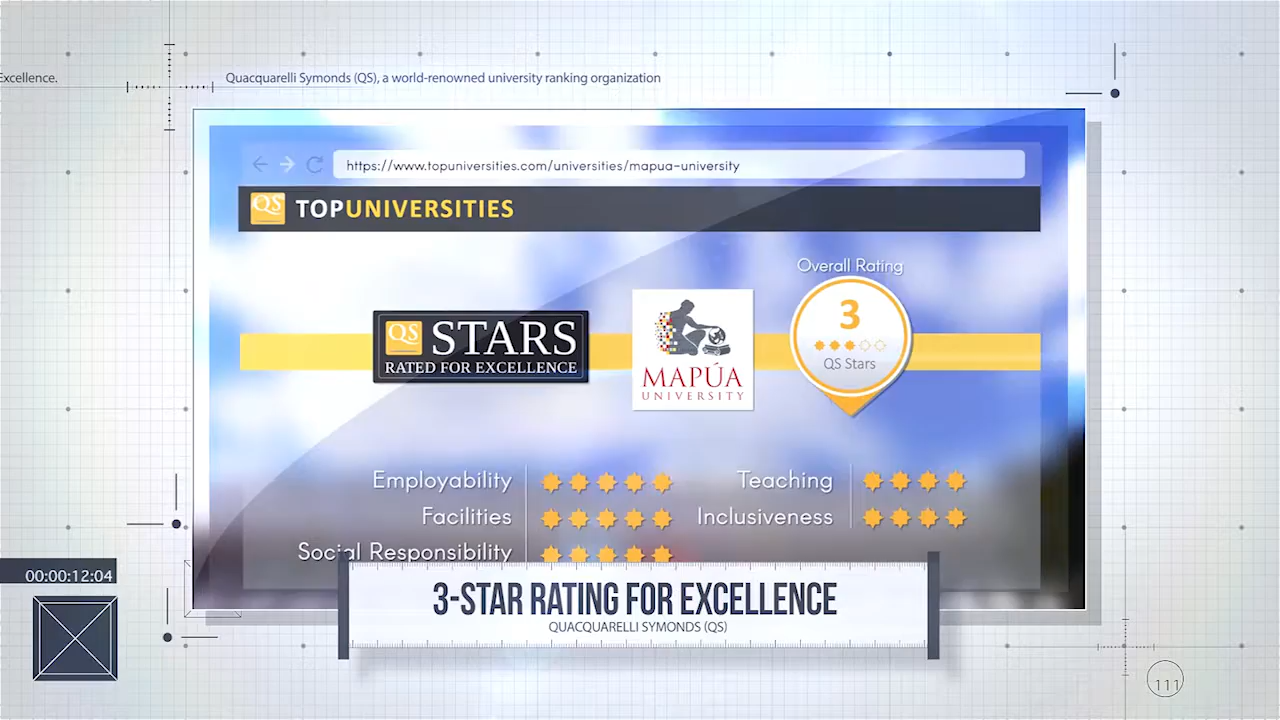 Excellence.
Quacquarelli Symonds (QS), a world-renowned university ranking organization
https://www.topuniversities.com/universities/mapua-university
QS TOPUNIVERSITIES
Overall Rating
3
QS Stars
QS STARS
RATED FOR EXCELLENCE
MAPÚA
UNIVERSITY
Employability
Teaching
Facilities
Inclusiveness
Social Responsibility
00:00:12:04
3-STAR RATING FOR EXCELLENCE
QUACQUARELLI SYMONDS (QS)
111